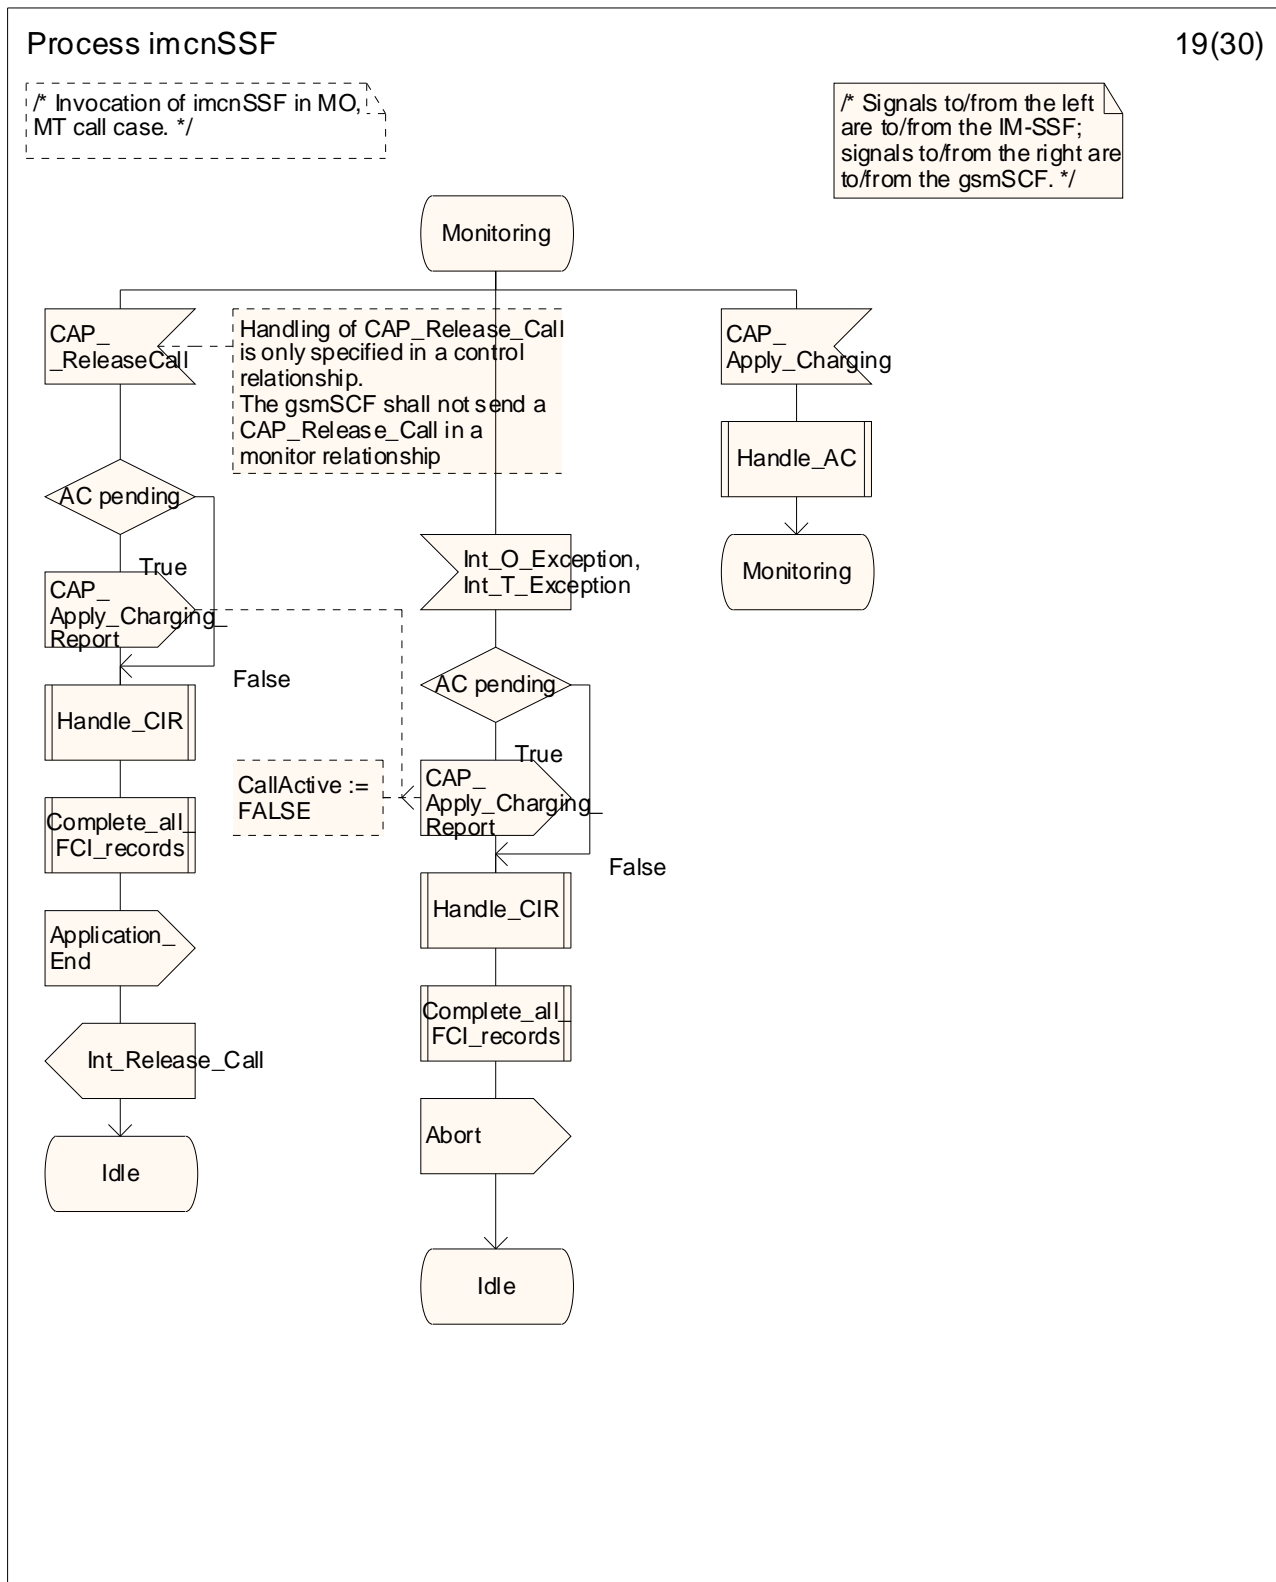 Process imcnSSF
19(30)
/* Invocation of imcnSSF in MO,
MT call case. */
/* Signals to/from the left
are to/from the IM-SSF;
signals to/from the right are
to/from the gsmSCF. */
Monitoring
CAP_
_ReleaseCall
Handling of CAP_Release_Call
is only specified in a control
relationship.
The gsmSCF shall not send a
CAP_Release_Call in a
monitor relationship
CAP_
Apply_Charging
Handle_AC
Monitoring
AC pending
True
CAP_
Apply_Charging_
Report
False
Handle_CIR
Complete_all_
FCI_records
Application_
End
Int_Release_Call
Idle
Int_O_Exception,
Int_T_Exception
AC pending
True
CallActive :=
FALSE
CAP_
Apply_Charging_
Report
False
Handle_CIR
Complete_all_
FCI_records
Abort
Idle